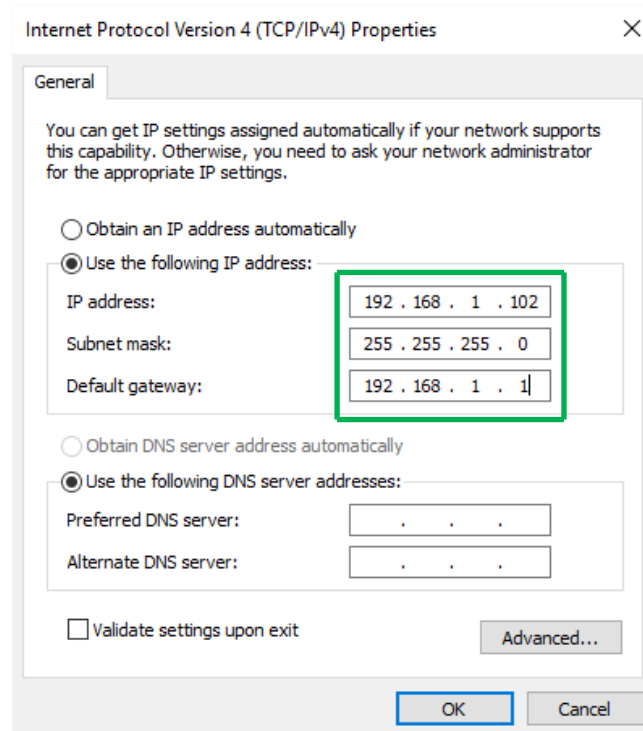 Internet Protocol Version 4 (TCP/IPv4) Properties
General
You can get IP settings assigned automatically if your network supports
this capability. Otherwise, you need to ask your network administrator
for the appropriate IP settings.
Obtain an IP address automatically
Use the following IP address:
IP address: 192 . 168 . 1 . 102
Subnet mask: 255 . 255 . 255 . 0
Default gateway: 192 . 168 . 1 . 1
Obtain DNS server address automatically
Use the following DNS server addresses:
Preferred DNS server: . . .
Alternate DNS server: . . .
Validate settings upon exit
Advanced...
OK Cancel